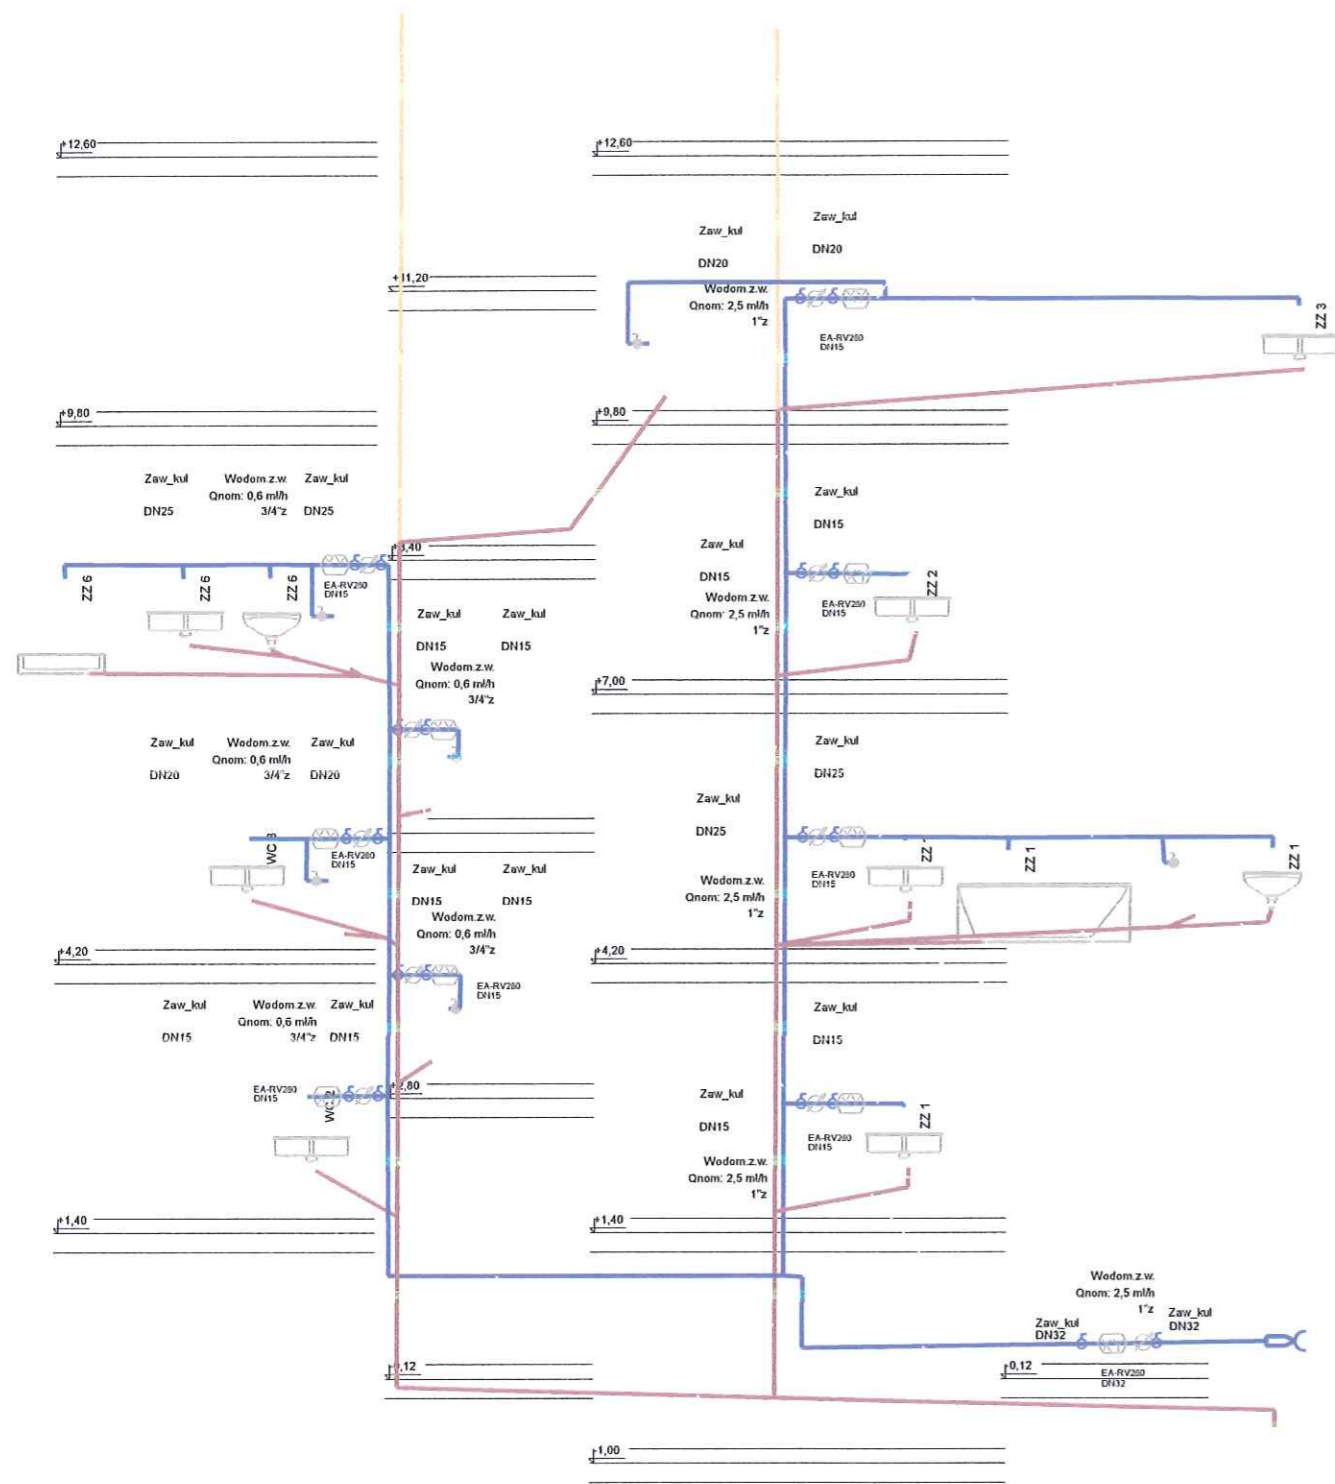 +12,60
+12,60
Zaw_kul
DN20
Zaw_kul
DN20
+11,20
Wodom.z.w.
Qnom: 2,5 ml/h
1"z
EA-RV280
DN15
ZZ 3
+9,80
+9,80
Zaw_kul
DN25
Wodom.z.w.
Qnom: 0,6 ml/h
3/4"z
Zaw_kul
DN25
Zaw_kul
DN15
Zaw_kul
DN15
Wodom.z.w.
Qnom: 2,5 ml/h
1"z
EA-RV280
DN15
ZZ 2
ZZ 6
ZZ 6
ZZ 6
EA-RV280
DN15
Zaw_kul
DN15
Zaw_kul
DN15
Wodom.z.w.
Qnom: 0,6 ml/h
3/4"z
+7,00
Zaw_kul
DN20
Wodom.z.w.
Qnom: 0,6 ml/h
3/4"z
Zaw_kul
DN20
Zaw_kul
DN25
Zaw_kul
DN25
EA-RV280
DN15
Zaw_kul
DN15
Zaw_kul
DN15
Wodom.z.w.
Qnom: 0,6 ml/h
3/4"z
Wodom.z.w.
Qnom: 2,5 ml/h
1"z
EA-RV280
DN15
ZZ
ZZ 1
ZZ 1
+4,20
+4,20
EA-RV280
DN15
Zaw_kul
DN15
Wodom.z.w.
Qnom: 0,6 ml/h
3/4"z
Zaw_kul
DN15
Zaw_kul
DN15
EA-RV280
DN15
2,80
Zaw_kul
DN15
Wodom.z.w.
Qnom: 2,5 ml/h
1"z
EA-RV280
DN15
ZZ 1
+1,40
+1,40
Wodom.z.w.
Qnom: 2,5 ml/h
1"z
Zaw_kul
DN32
Zaw_kul
DN32
EA-RV280
DN32
0,12
1,00